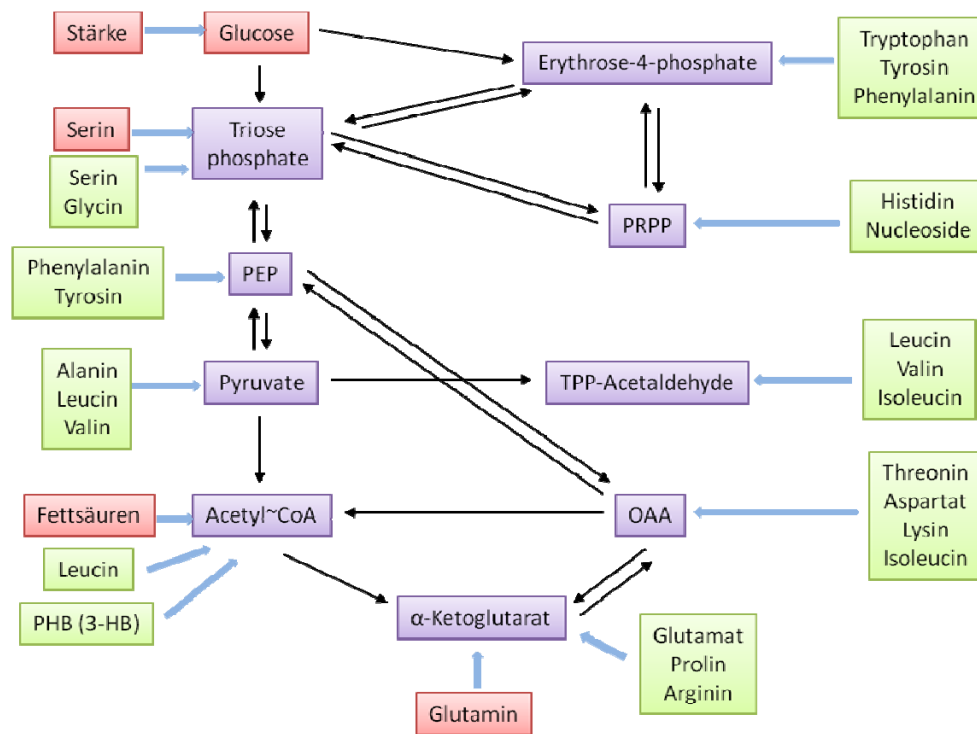 Stärke
Glucose
Erythrose-4-phosphate
Tryptophan
Tyrosin
Phenylalanin
Serin
Triose
phosphate
Serin
Glycin
PRPP
Histidin
Nucleoside
Phenylalanin
Tyrosin
PEP
Alanin
Leucin
Valin
Pyruvate
TPP-Acetaldehyde
Leucin
Valin
Isoleucin
Fettsäuren
Acetyl~CoA
OAA
Threonin
Aspartat
Lysin
Isoleucin
Leucin
PHB (3-HB)
α-Ketoglutarat
Glutamat
Prolin
Arginin
Glutamin